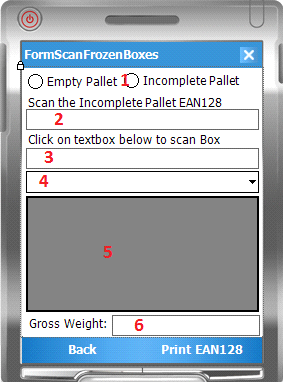 FormScanFrozenBoxes
Empty Pallet 1 Incomplete Pallet
Scan the Incomplete Pallet EAN128
2
Click on textbox below to scan Box
3
4
5
Gross Weight: 6
Back Print EAN128